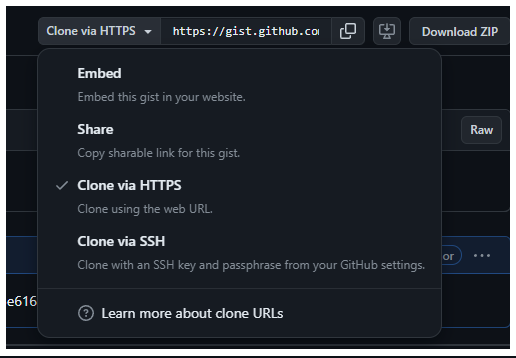 Clone via HTTPS https://gist.github.co Download ZIP
Embed
Embed this gist in your website.
Share
Copy sharable link for this gist.
Raw
Clone via HTTPS
Clone using the web URL.
Clone via SSH
Clone with an SSH key and passphrase from your GitHub settings.
or
e616
Learn more about clone URLs